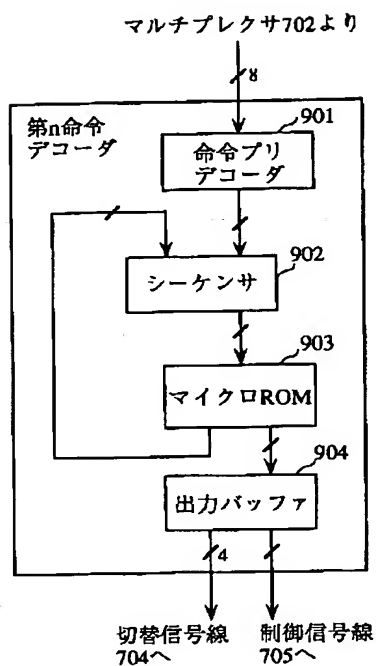 マルチプレクサ702より
8
第n命令
デコーダ
901
命令プリ
デコーダ
902
シーケンサ
903
マイクロROM
904
出力バッファ
4
切替信号線
704へ
制御信号線
705へ